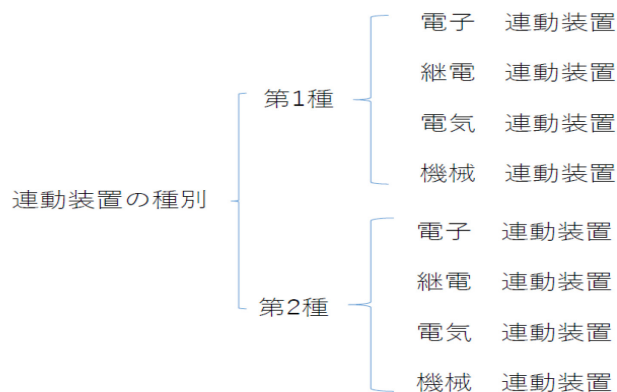 連動装置の種別
第1種
電子　連動装置
継電　連動装置
電気　連動装置
機械　連動装置
第2種
電子　連動装置
継電　連動装置
電気　連動装置
機械　連動装置